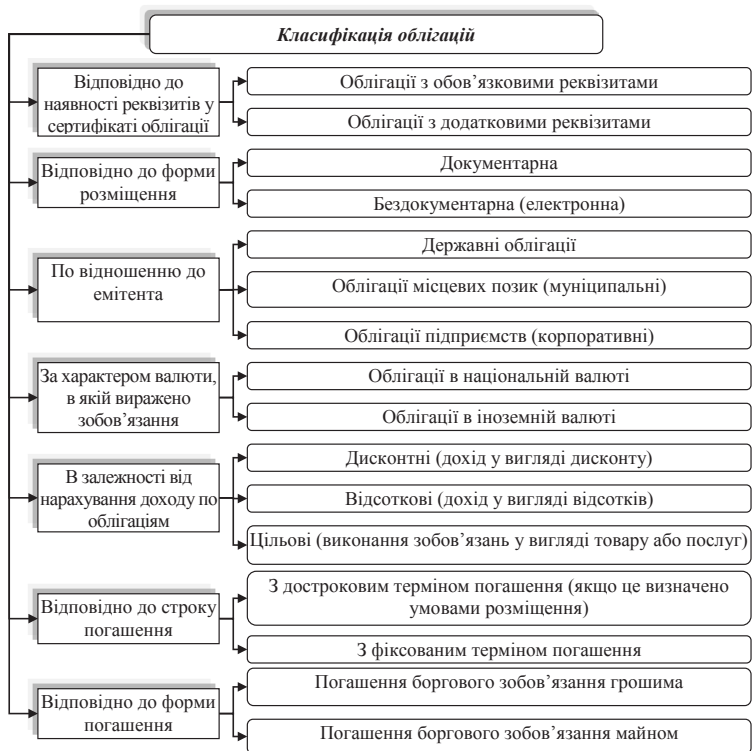 Класифікація облігацій
Відповідно до
наявності реквізитів у
сертифікаті облігації
Облігації з обов’язковими реквізитами
Облігації з додатковими реквізитами
Відповідно до форми
розміщення
Документарна
Бездокументарна (електронна)
По відношенню до
емітента
Державні облігації
Облігації місцевих позик (муніципальні)
Облігації підприємств (корпоративні)
За характером валюти,
в якій виражено
зобов’язання
Облігації в національній валюті
Облігації в іноземній валюті
В залежності від
нарахування доходу по
облігаціям
Дисконтні (дохід у вигляді дисконту)
Відсоткові (дохід у вигляді відсотків)
Цільові (виконання зобов’язань у вигляді товару або послуг)
Відповідно до строку
погашення
З достроковим терміном погашення (якщо це визначено
умовами розміщення)
З фіксованим терміном погашення
Відповідно до форми
погашення
Погашення боргового зобов’язання грошима
Погашення боргового зобов’язання майном